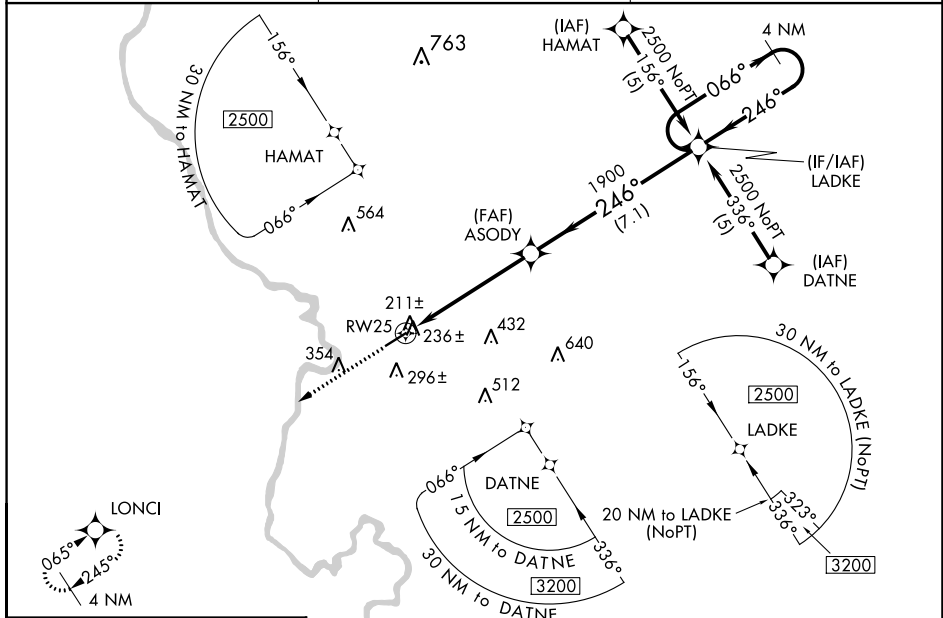 (IAF)
HAMAT
4 NM
763
156°
2500 NoPT
156°
(5)
066°
246°
30 NM to HAMAT
2500
HAMAT
(IF/IAF)
LADKE
1900
246°
(7.1)
2500 NoPT
336°
(5)
066°
564
(FAF)
ASODY
(IAF)
DATNE
211±
RW25
236±
432
640
354
296±
512
30 NM to LADKE (NoPT)
156°
2500
LADKE
066°
DATNE
2500
15 NM to DATNE
336°
3200
30 NM to DATNE
20 NM to LADKE
(NoPT)
323°
336°
3200
LONCI
065°
245°
4 NM